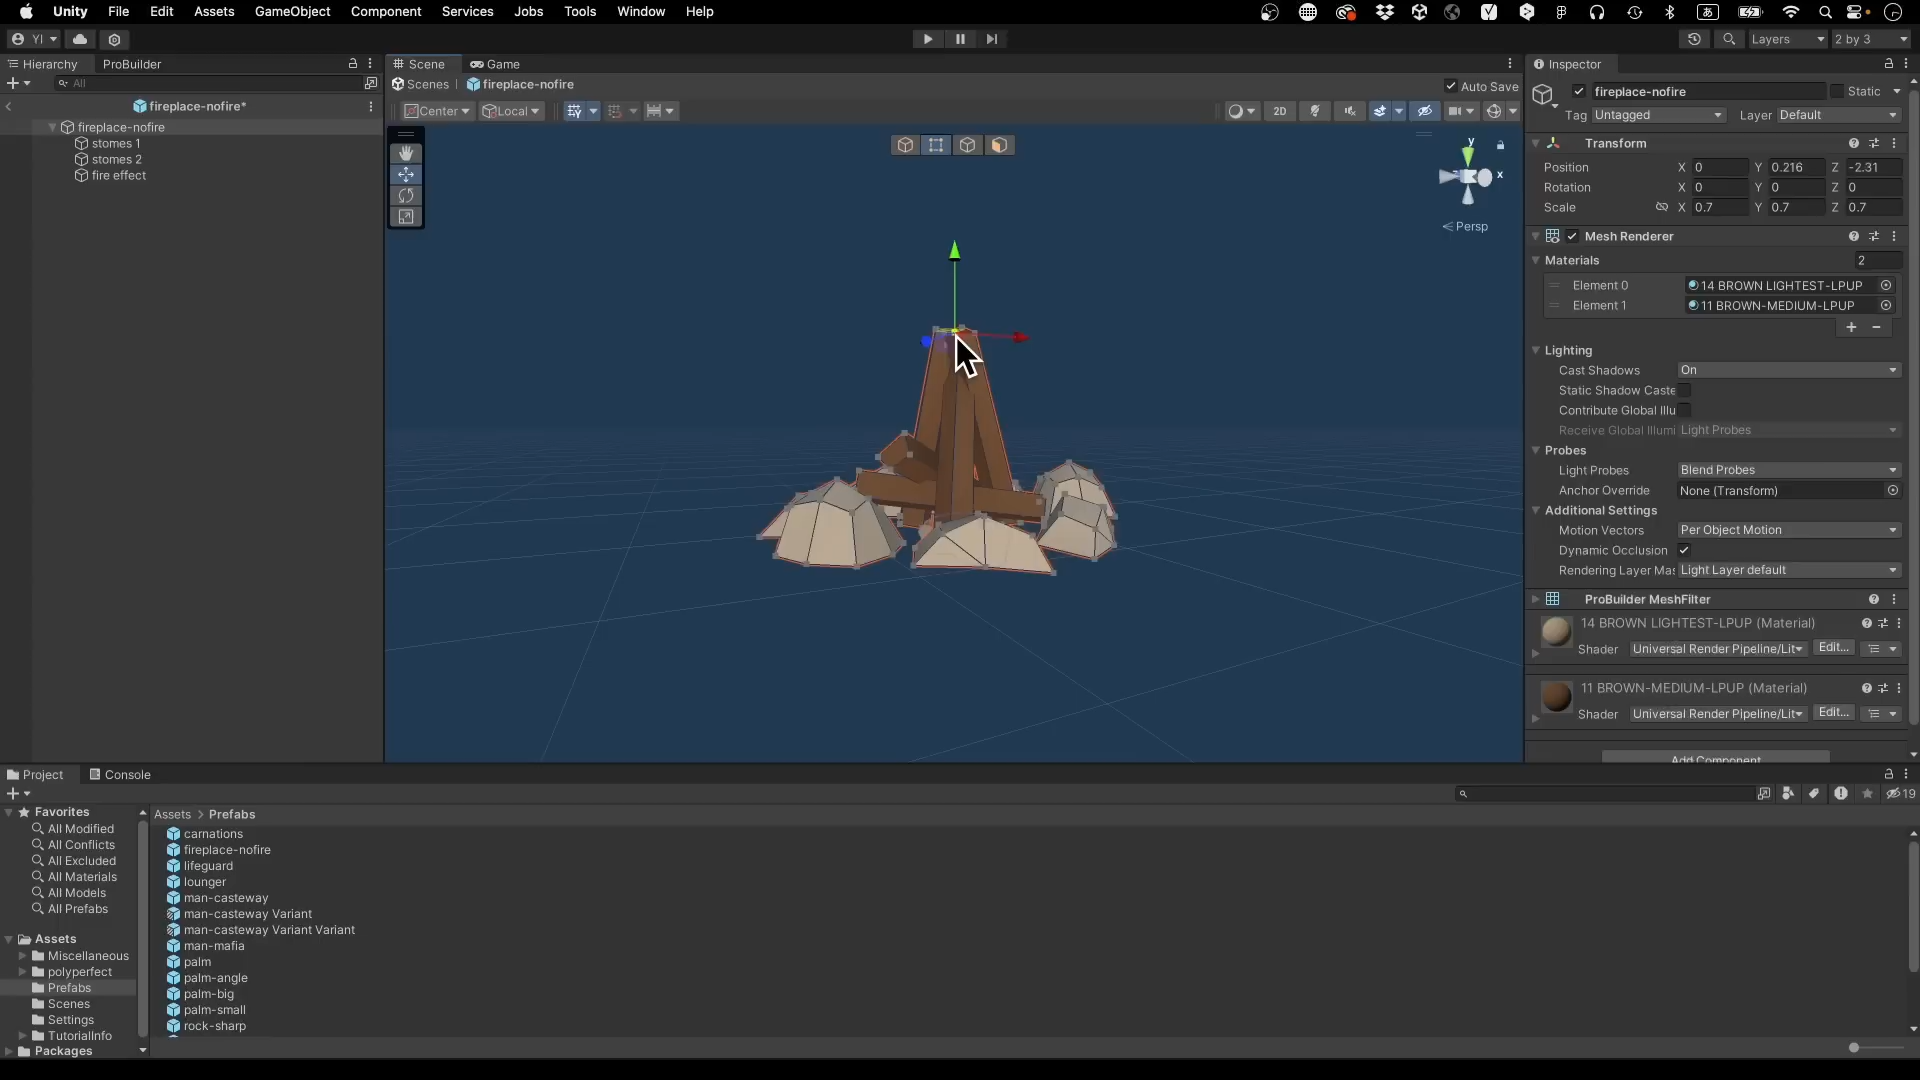 Unity File Edit Assets GameObject Component Services Jobs Tools Window Help
あ
YI
Layers 2 by 3
Hierarchy ProBuilder
All
fireplace-nofire*
fireplace-nofire
stomes 1
stomes 2
fire effect
Scene Game
Scenes fireplace-nofire
Auto Save
Center Local
2D
y
x
Persp
Inspector
fireplace-nofire Static
Tag Untagged Layer Default
Transform
Position X 0 Y 0.216 Z -2.31
Rotation X 0 Y 0 Z 0
Scale X 0.7 Y 0.7 Z 0.7
Mesh Renderer
Materials 2
Element 0 14 BROWN LIGHTEST-LPUP
Element 1 11 BROWN-MEDIUM-LPUP
Lighting
Cast Shadows On
Static Shadow Caste
Contribute Global Illu
Receive Global Illumi Light Probes
Probes
Light Probes Blend Probes
Anchor Override None (Transform)
Additional Settings
Motion Vectors Per Object Motion
Dynamic Occlusion
Rendering Layer Mas Light Layer default
ProBuilder MeshFilter
14 BROWN LIGHTEST-LPUP (Material)
Shader Universal Render Pipeline/Lit Edit...
11 BROWN-MEDIUM-LPUP (Material)
Shader Universal Render Pipeline/Lit Edit...
Add Component
Project Console
19
Favorites
All Modified
All Conflicts
All Excluded
All Materials
All Models
All Prefabs
Assets
Miscellaneous
polyperfect
Prefabs
Scenes
Settings
TutorialInfo
Packages
Assets > Prefabs
carnations
fireplace-nofire
lifeguard
lounger
man-casteway
man-casteway Variant
man-casteway Variant Variant
man-mafia
palm
palm-angle
palm-big
palm-small
rock-sharp